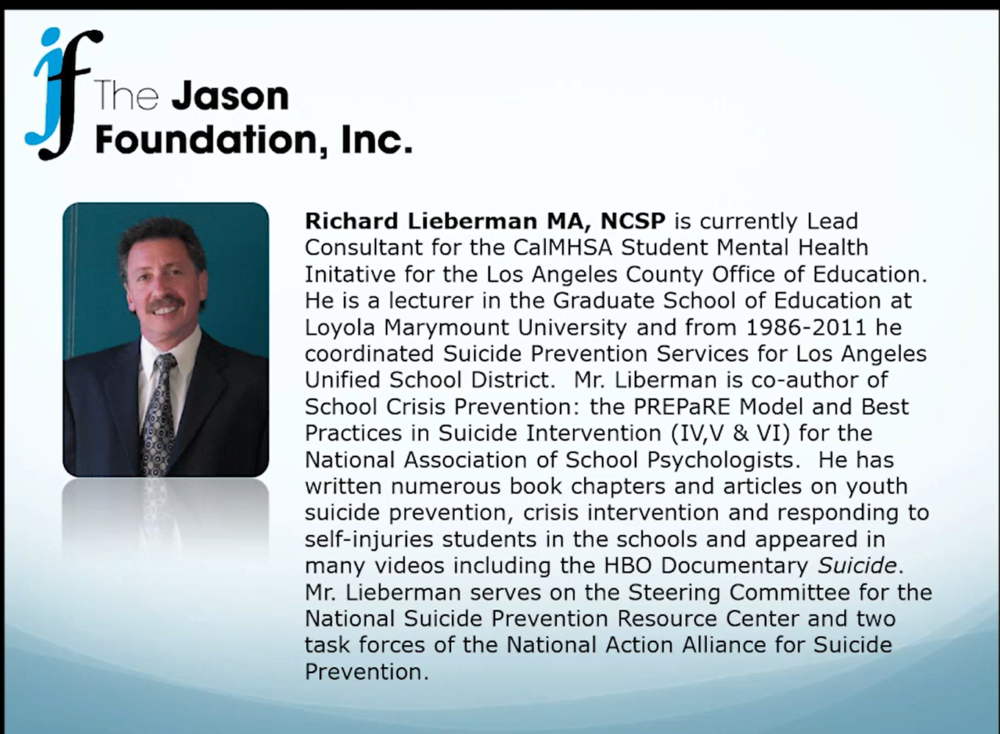 jf
The Jason
Foundation, Inc.
Richard Lieberman MA, NCSP is currently Lead
Consultant for the CalMHSA Student Mental Health
Initative for the Los Angeles County Office of Education.
He is a lecturer in the Graduate School of Education at
Loyola Marymount University and from 1986-2011 he
coordinated Suicide Prevention Services for Los Angeles
Unified School District.  Mr. Liberman is co-author of
School Crisis Prevention: the PREPaRE Model and Best
Practices in Suicide Intervention (IV,V & VI) for the
National Association of School Psychologists.  He has
written numerous book chapters and articles on youth
suicide prevention, crisis intervention and responding to
self-injuries students in the schools and appeared in
many videos including the HBO Documentary Suicide.
Mr. Lieberman serves on the Steering Committee for the
National Suicide Prevention Resource Center and two
task forces of the National Action Alliance for Suicide
Prevention.